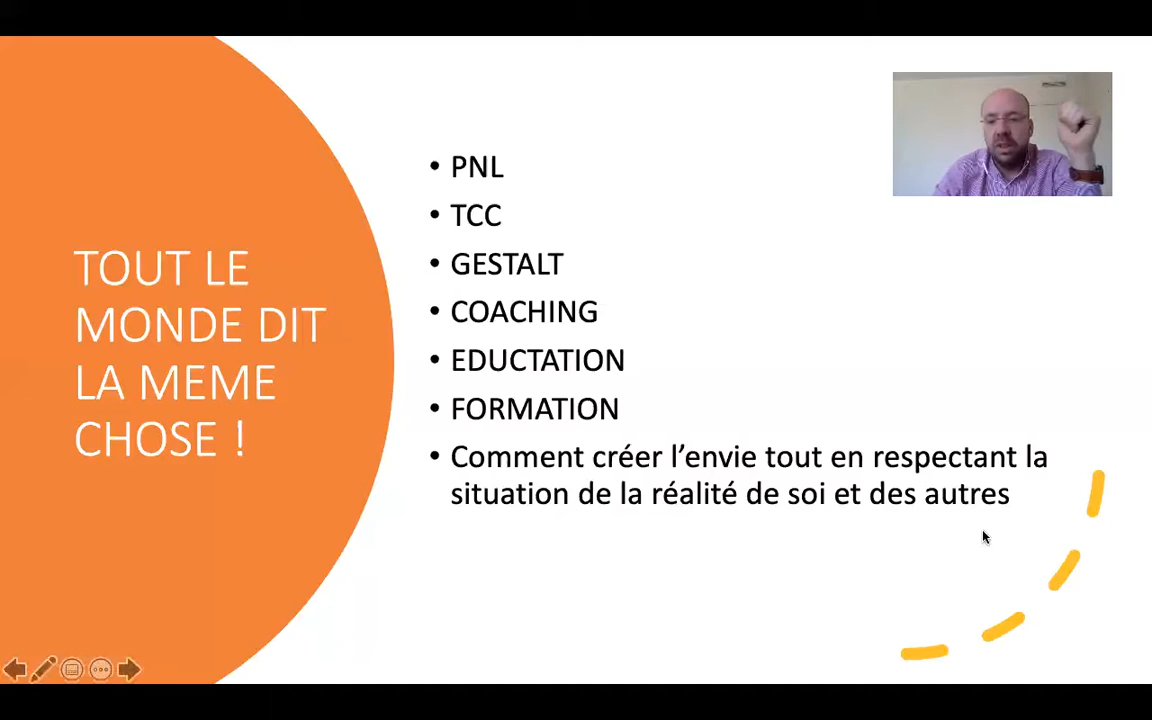 TOUT LE
MONDE DIT
LA MEME
CHOSE !
• PNL
• TCC
• GESTALT
• COACHING
• EDUCTATION
• FORMATION
• Comment créer l’envie tout en respectant la
situation de la réalité de soi et des autres